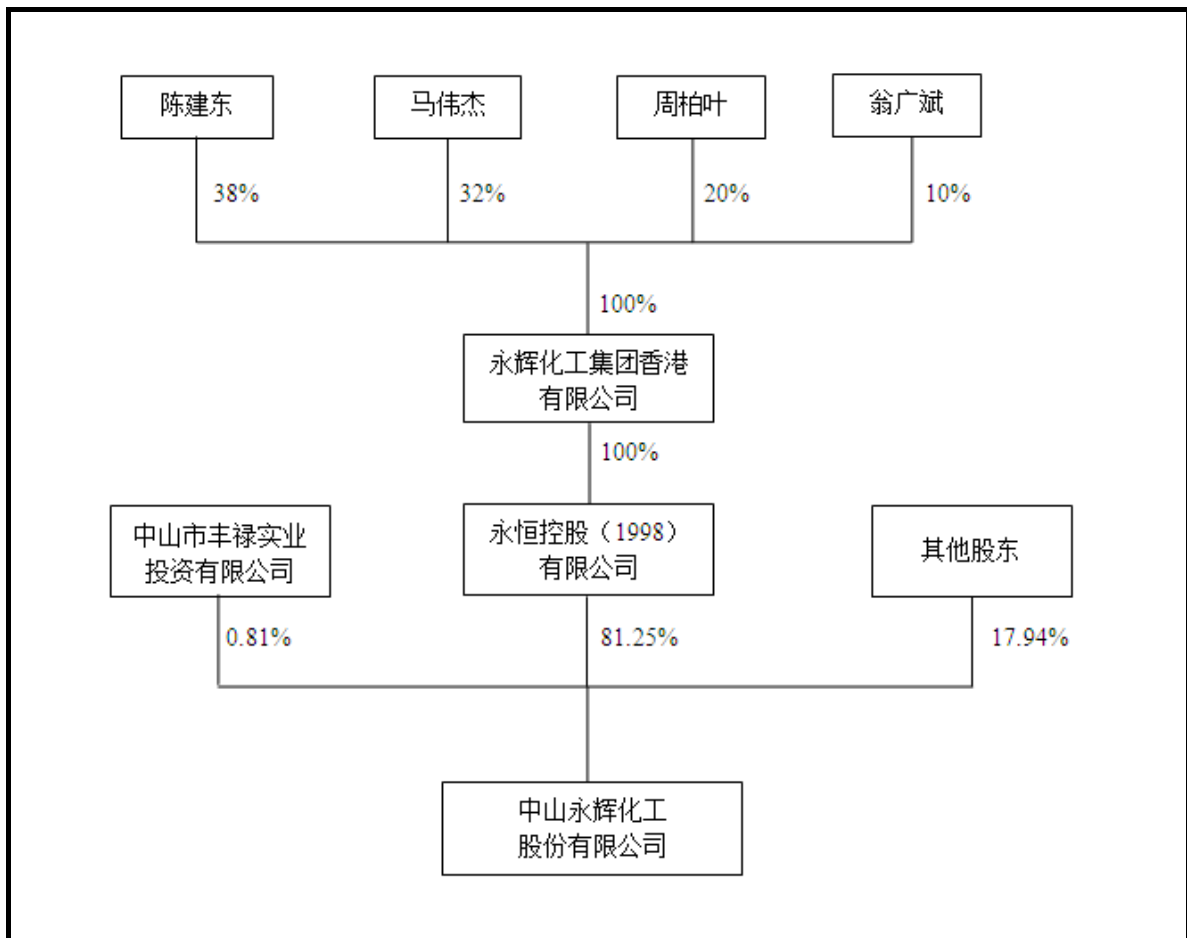 陈建东
马伟杰
周柏叶
翁广斌
38%
32%
20%
10%
100%
永辉化工集团香港
有限公司
100%
中山市丰禄实业
投资有限公司
永恒控股（1998）
有限公司
其他股东
0.81%
81.25%
17.94%
中山永辉化工
股份有限公司